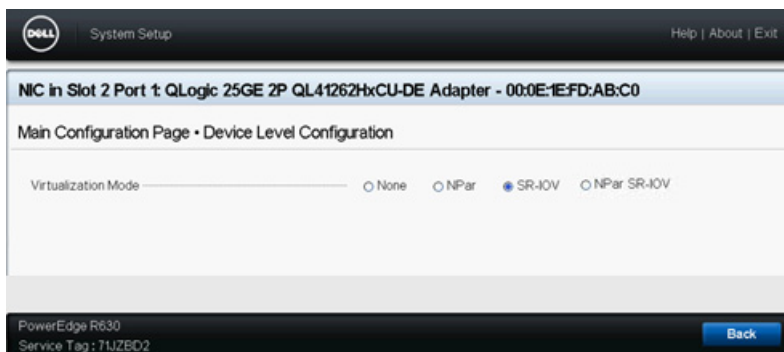 DELL
System Setup
Help | About | Exit
NIC in Slot 2 Port 1: QLogic 25GE 2P QL41262HxCU-DE Adapter - 00:0E:1E:FD:AB:C0
Main Configuration Page • Device Level Configuration
Virtualization Mode None NPar SR-IOV NPar SR-IOV
PowerEdge R630
Service Tag : 71JZBD2
Back